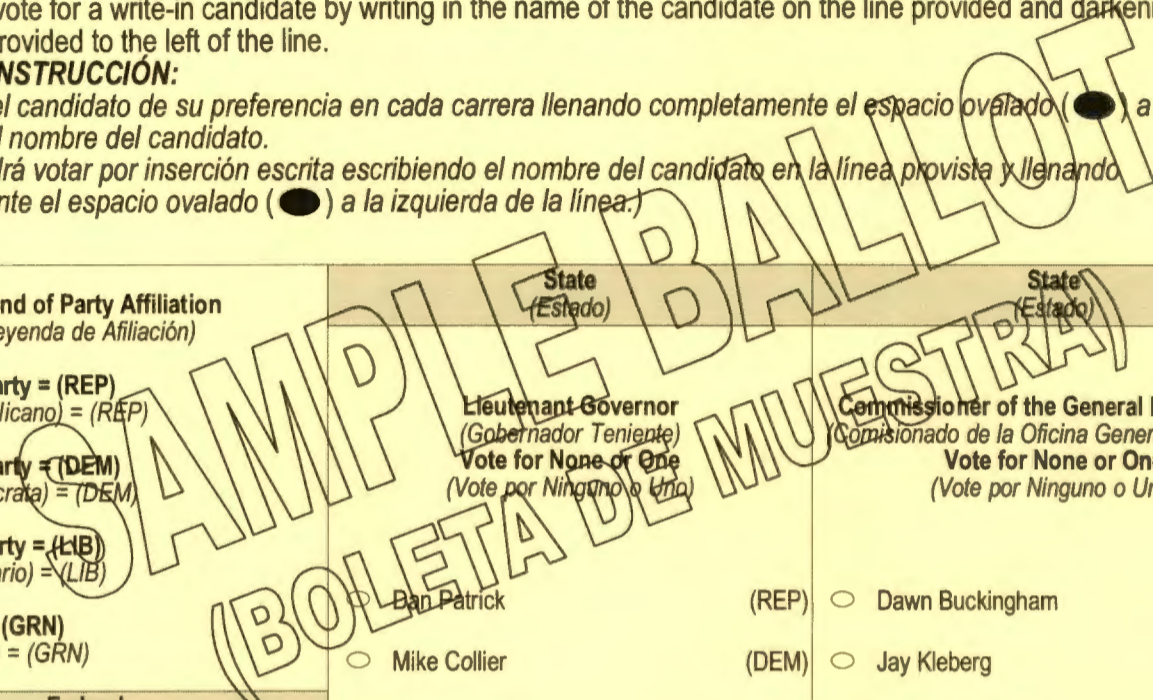 vote for a write-in candidate by writing in the name of the candidate on the line provided and darkeni
rovided to the left of the line.
NSTRUCCIÓN:
el candidato de su preferencia en cada carrera llenando completamente el espacio ovalado ( ) a
l nombre del candidato.
drá votar por inserción escrita escribiendo el nombre del candidato en la línea provista y llenando
nte el espacio ovalado ( ) a la izquierda de la línea.)
SAMPLE BALLOT
(BOLETA DE MUESTRA)
nd of Party Affiliation
eyenda de Afiliación)
arty = (REP)
licano) = (REP)
arty = (DEM)
crata) = (DEM)
arty = (LIB)
ario) = (LIB)
(GRN)
= (GRN)
State
(Estado)
Lieutenant Governor
(Gobernador Teniente)
Vote for None or One
(Vote por Ninguno o Uno)
Dan Patrick (REP)
Mike Collier (DEM)
State
(Estado)
Commissioner of the General
(Comisionado de la Oficina Gener
Vote for None or On
(Vote por Ninguno o Un
Dawn Buckingham
Jay Kleberg